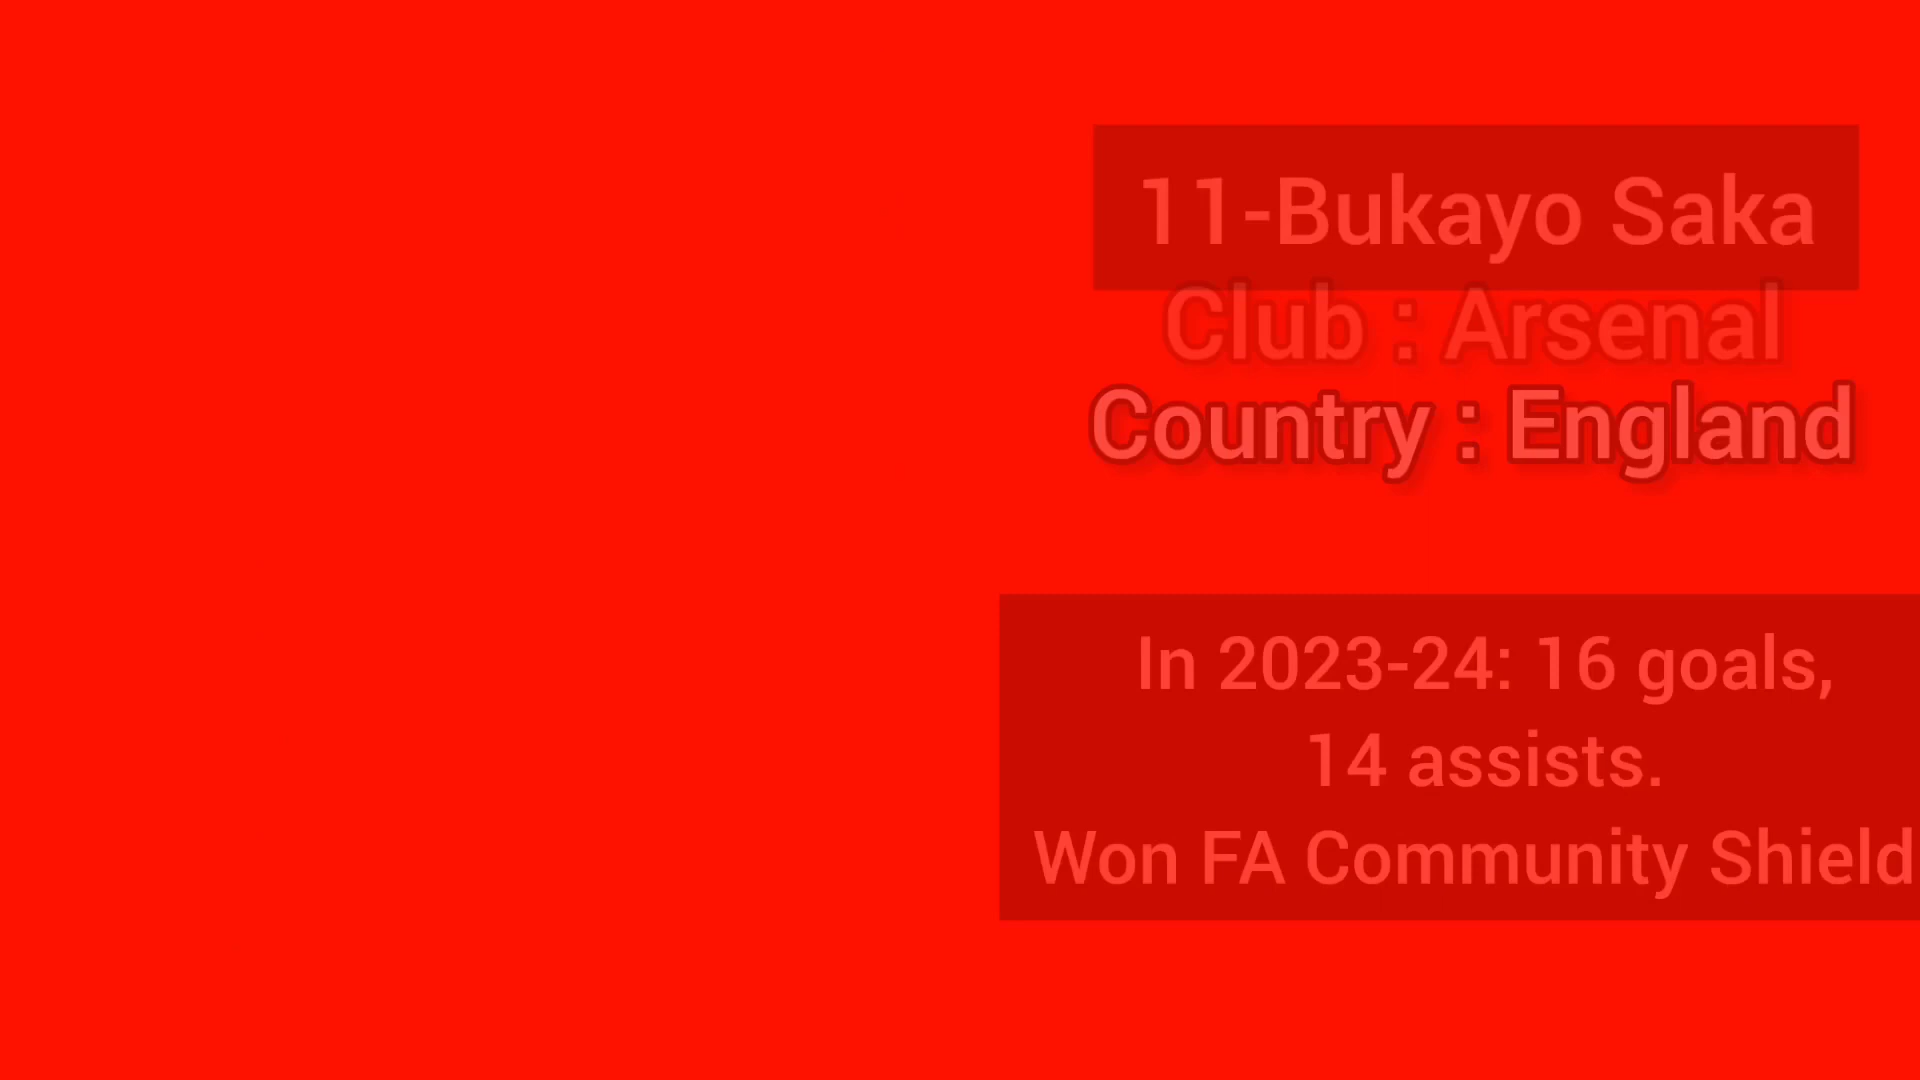 11-Bukayo Saka
Club : Arsenal
Country : England
In 2023-24: 16 goals,
14 assists.
Won FA Community Shield